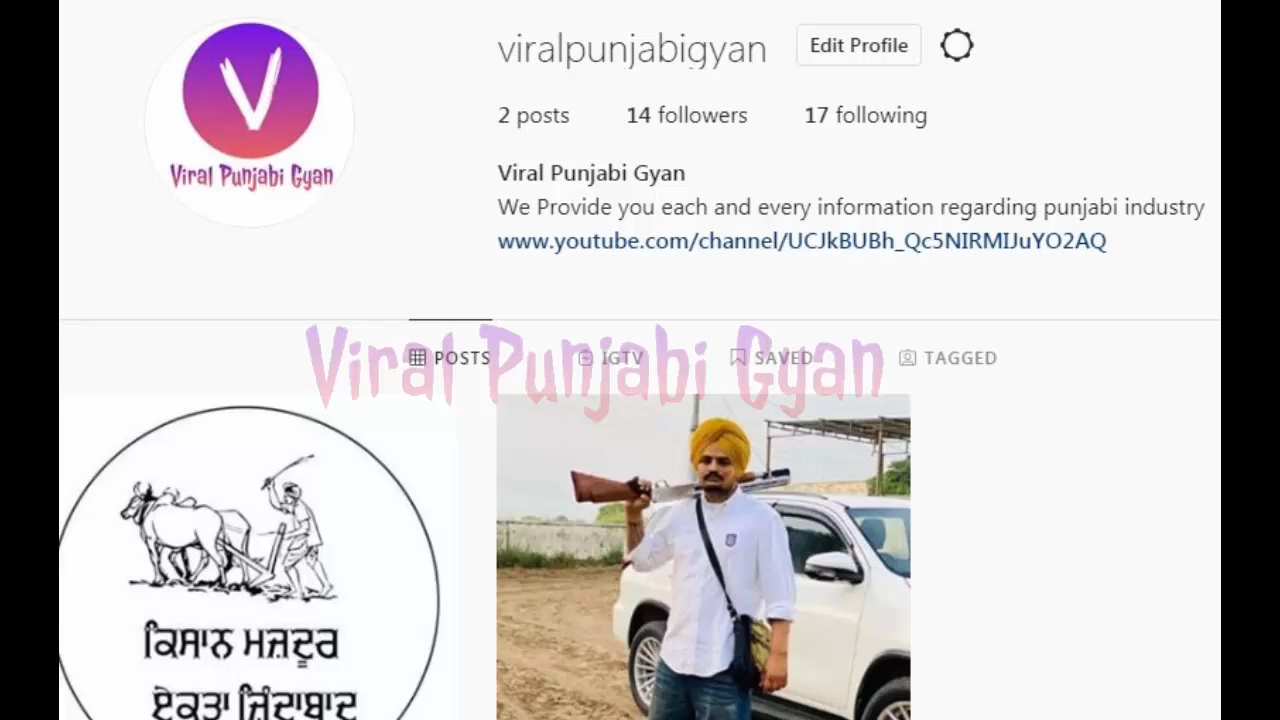 V
Viral Punjabi Gyan
viralpunjabigyan
Edit Profile
2 posts
14 followers
17 following
Viral Punjabi Gyan
We Provide you each and every information regarding punjabi industry
www.youtube.com/channel/UCJkBUBh_Qc5NIRMIJuYO2AQ
Viral Punjabi Gyan
POSTS
IGTV
SAVED
TAGGED
ਕਿਸਾਨ ਮਜ਼ਦੂਰ
ਏਕਤਾ ਜ਼ਿੰਦਾਬਾਦ